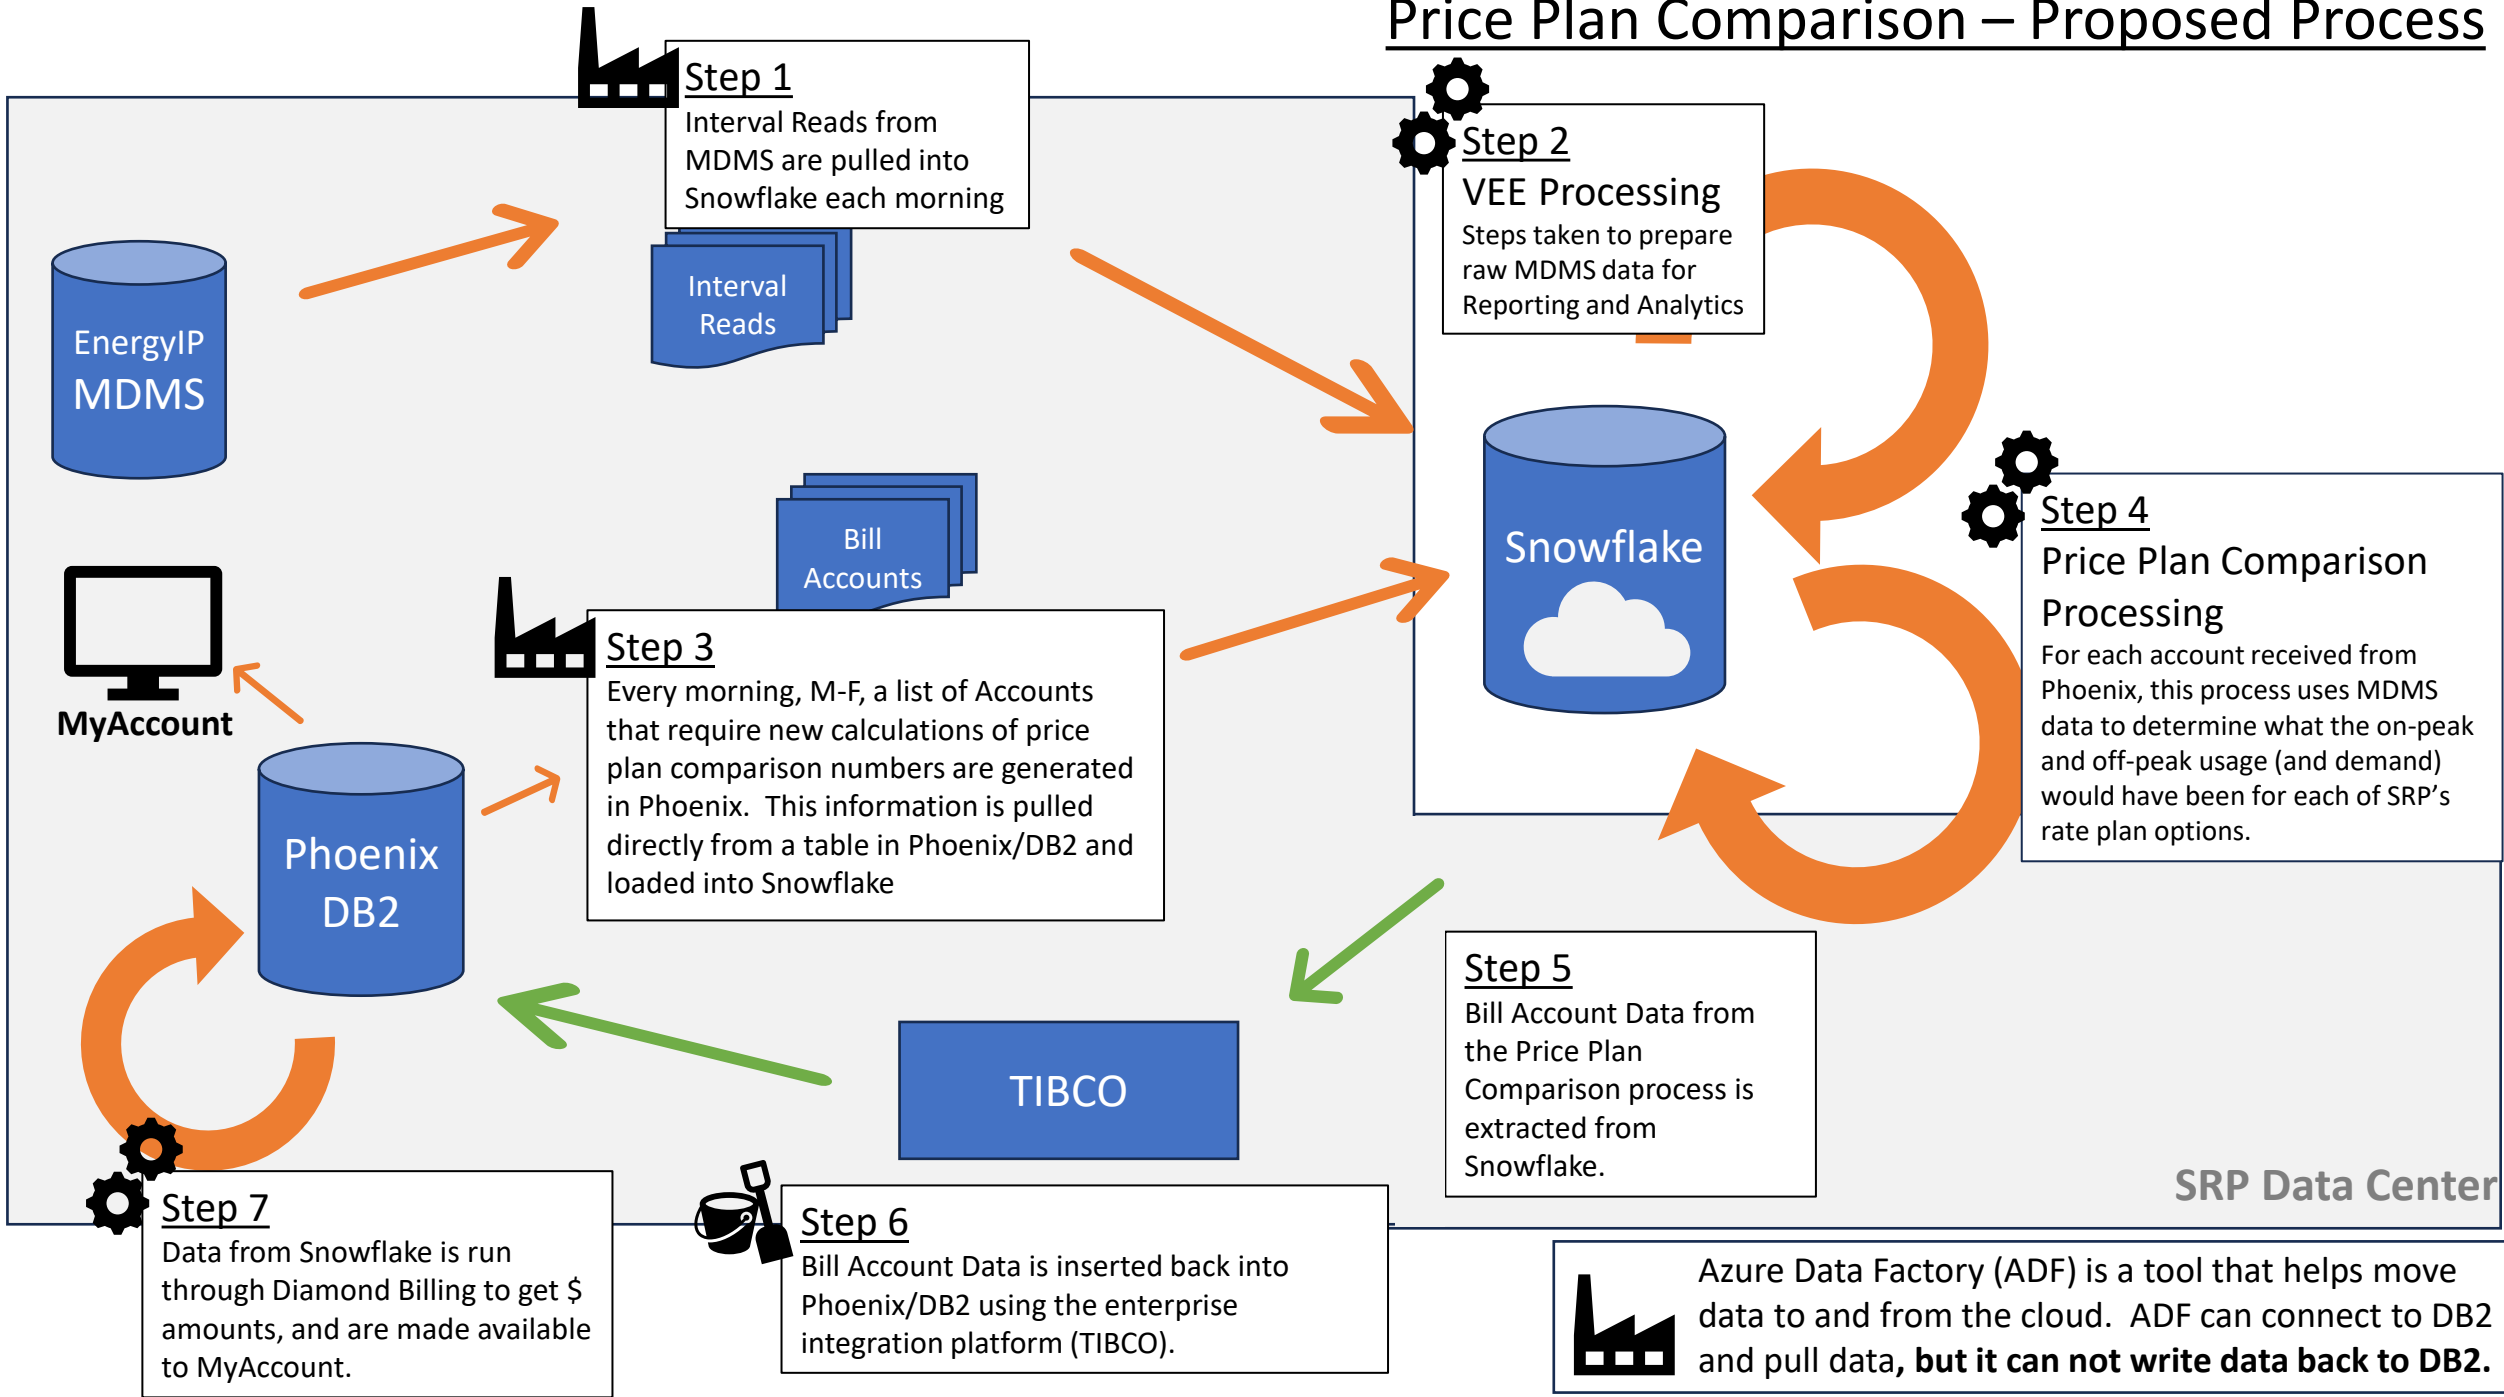 Price Plan Comparison – Proposed Process
Step 1
Interval Reads from
MDMS are pulled into
Snowflake each morning
Interval
Reads
EnergyIP
MDMS
Step 2
VEE Processing
Steps taken to prepare
raw MDMS data for
Reporting and Analytics
Snowflake
Bill
Accounts
Step 3
Every morning, M-F, a list of Accounts
that require new calculations of price
plan comparison numbers are generated
in Phoenix.  This information is pulled
directly from a table in Phoenix/DB2 and
loaded into Snowflake
MyAccount
Phoenix
DB2
Step 4
Price Plan Comparison
Processing
For each account received from
Phoenix, this process uses MDMS
data to determine what the on-peak
and off-peak usage (and demand)
would have been for each of SRP’s
rate plan options.
Step 5
Bill Account Data from
the Price Plan
Comparison process is
extracted from
Snowflake.
TIBCO
SRP Data Center
Step 6
Bill Account Data is inserted back into
Phoenix/DB2 using the enterprise
integration platform (TIBCO).
Step 7
Data from Snowflake is run
through Diamond Billing to get $
amounts, and are made available
to MyAccount.
Azure Data Factory (ADF) is a tool that helps move
data to and from the cloud.  ADF can connect to DB2
and pull data, but it can not write data back to DB2.